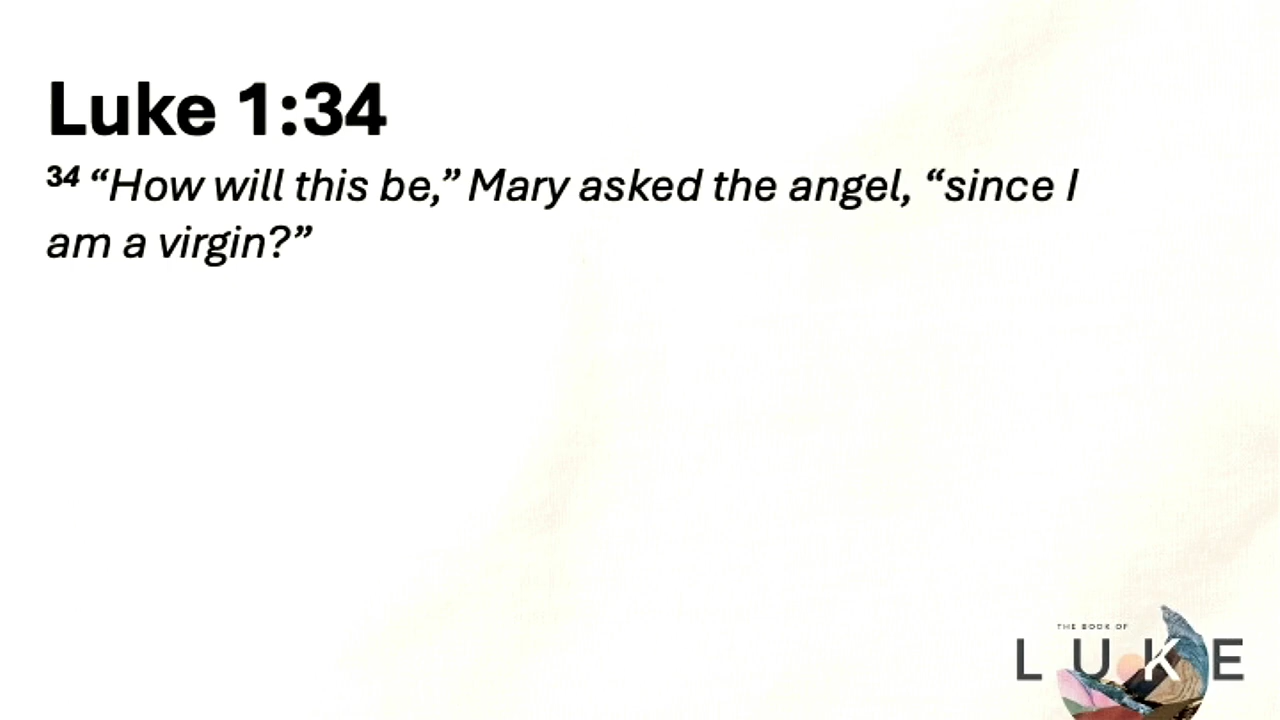 Luke 1:34
34 “How will this be,” Mary asked the angel, “since I
am a virgin?”
THE BOOK OF
LUKE